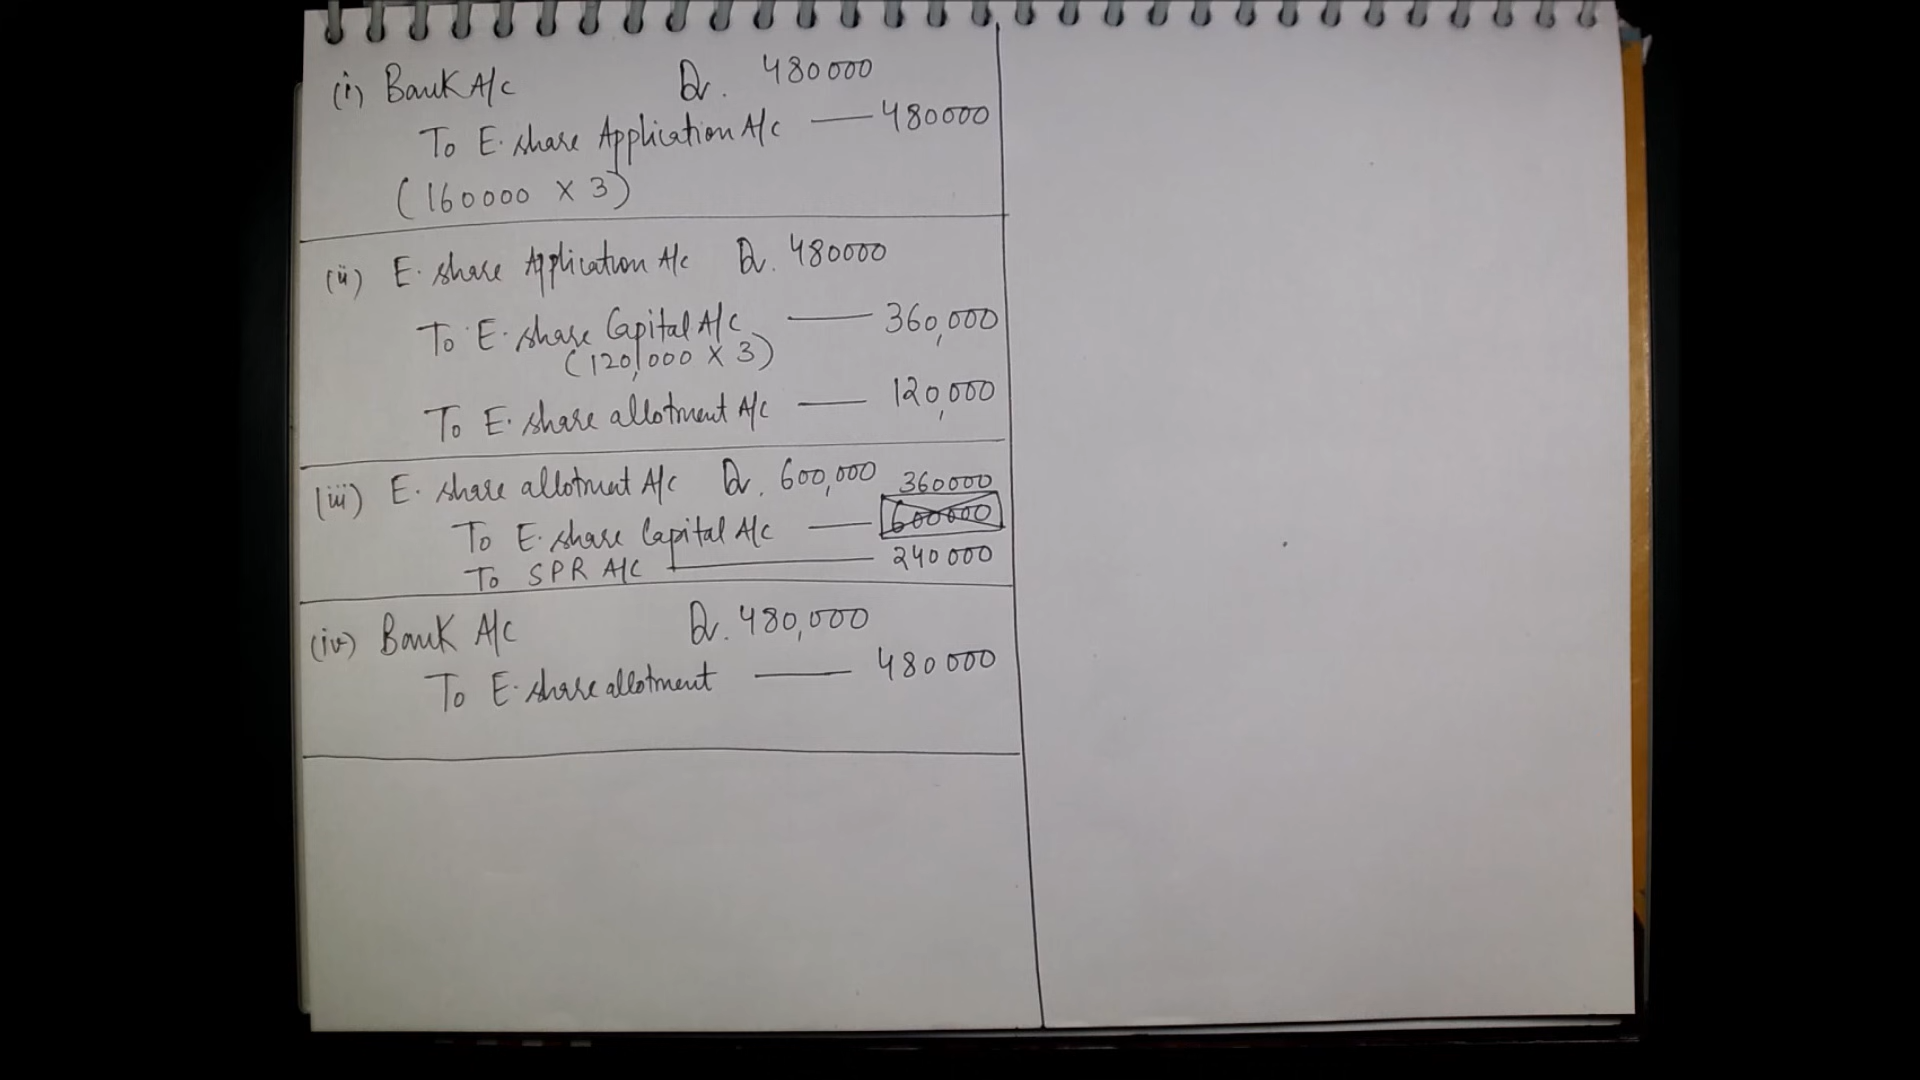 (i) Bank A/c Dr. 480000
To E. share Application A/c — 480000
(160000 × 3)
(ii) E. share Application A/c Dr. 480000
To E. share Capital A/c — 360,000
(120,000 × 3)
To E. share allotment A/c — 120,000
(iii) E. share allotment A/c Dr. 600,000 360000
To E. share Capital A/c — 600000
To SPR A/c — 240000
(iv) Bank A/c Dr. 480,000
To E. share allotment — 480000